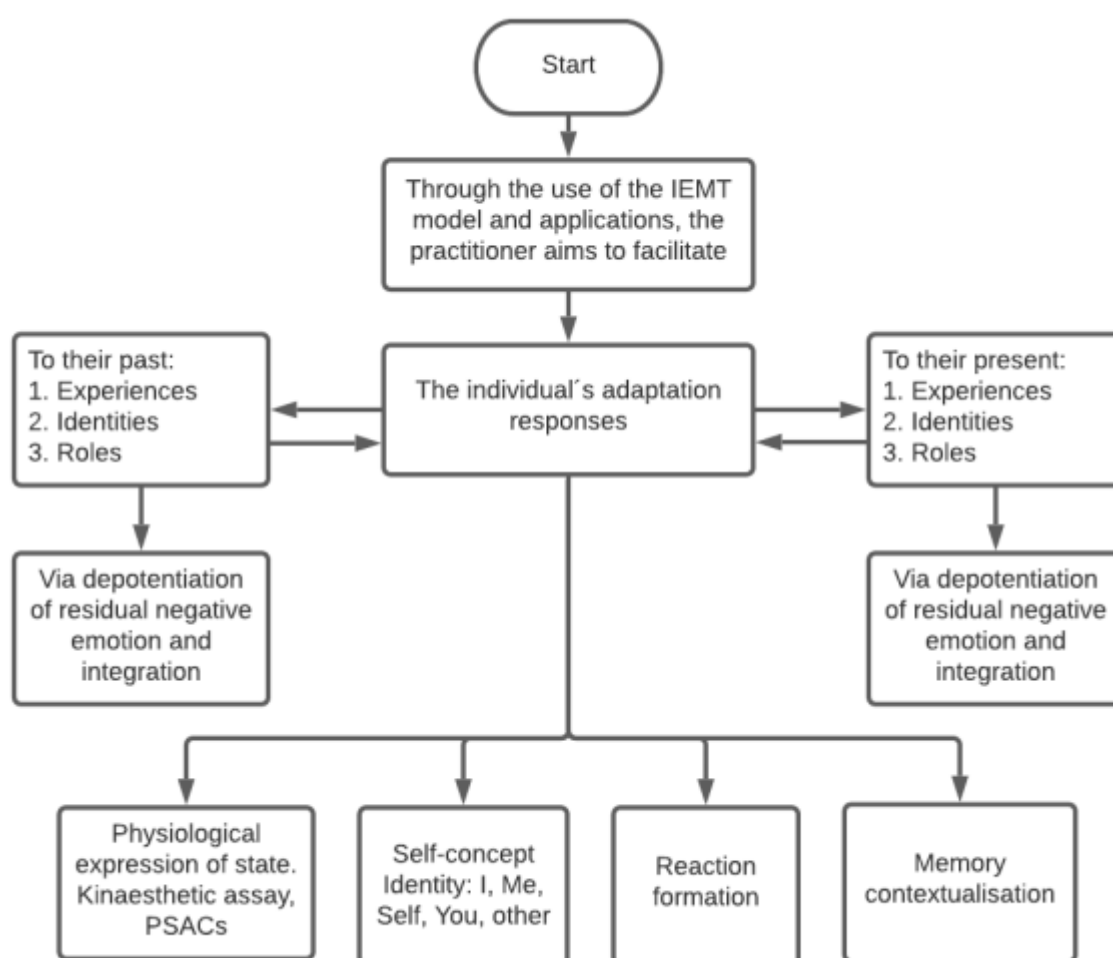 Start
Through the use of the IEMT
model and applications, the
practitioner aims to facilitate
To their past:
1. Experiences
2. Identities
3. Roles
The individual´s adaptation
responses
To their present:
1. Experiences
2. Identities
3. Roles
Via depotentiation
of residual negative
emotion and
integration
Via depotentiation
of residual negative
emotion and
integration
Physiological
expression of state.
Kinaesthetic assay,
PSACs
Self-concept
Identity: I, Me,
Self, You, other
Reaction
formation
Memory
contextualisation